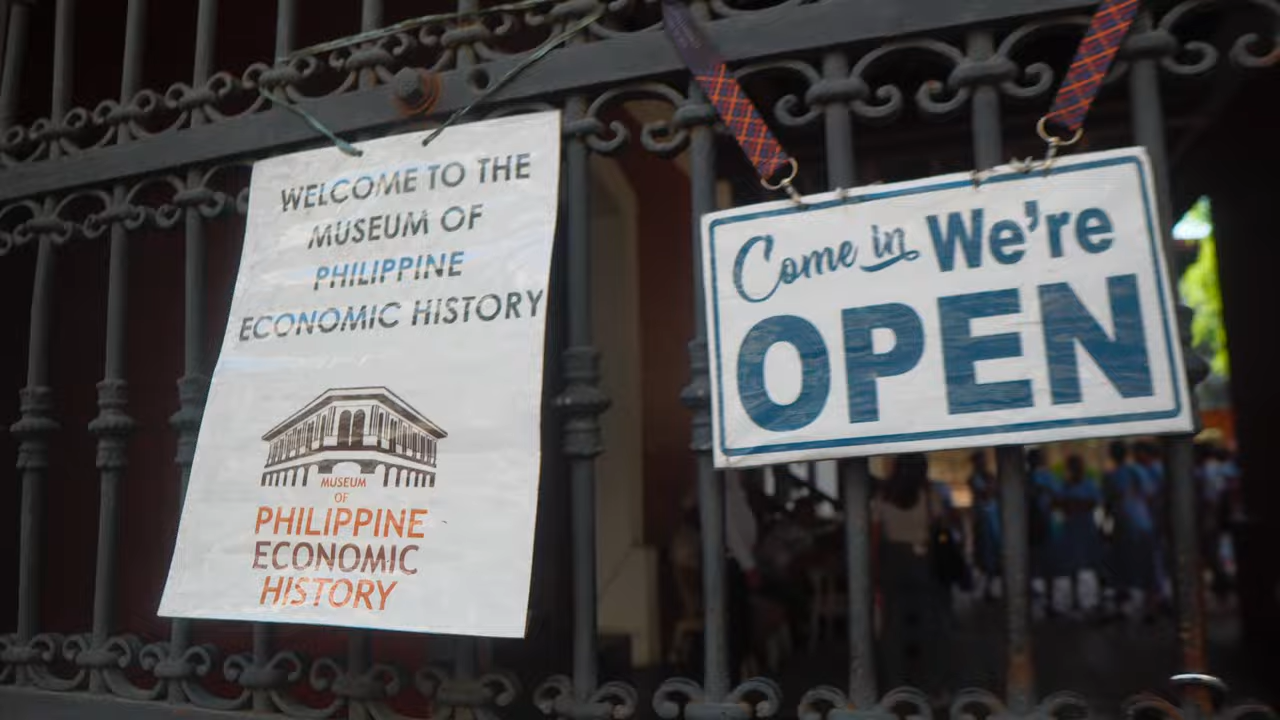 WELCOME TO THE
MUSEUM OF
PHILIPPINE
ECONOMIC HISTORY
MUSEUM
OF
PHILIPPINE
ECONOMIC
HISTORY
Come in We're
OPEN